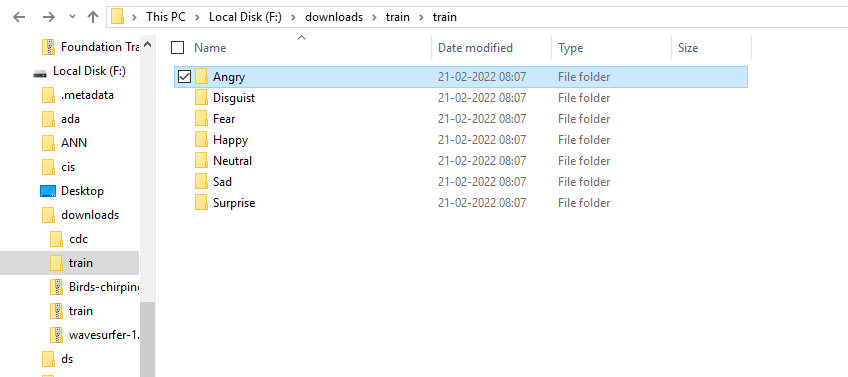 This PC > Local Disk (F:) > downloads > train > train
Foundation Tra
Local Disk (F:)
.metadata
ada
ANN
cis
Desktop
downloads
cdc
train
Birds-chirping
train
wavesurfer-1.
ds
Name Date modified Type Size
Angry 21-02-2022 08:07 File folder
Disguist 21-02-2022 08:07 File folder
Fear 21-02-2022 08:07 File folder
Happy 21-02-2022 08:07 File folder
Neutral 21-02-2022 08:07 File folder
Sad 21-02-2022 08:07 File folder
Surprise 21-02-2022 08:07 File folder